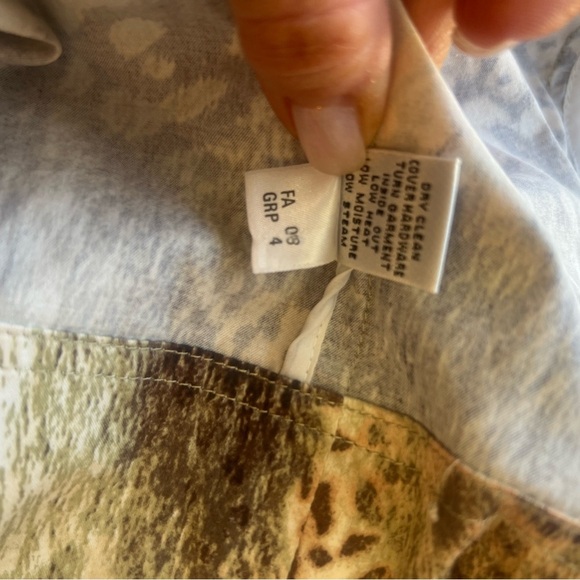 FA 08
GRP 4
DRY CLEAN
COVER HARDWARE
TURN GARMENT
INSIDE OUT
LOW HEAT
LOW MOISTURE
LOW STEAM